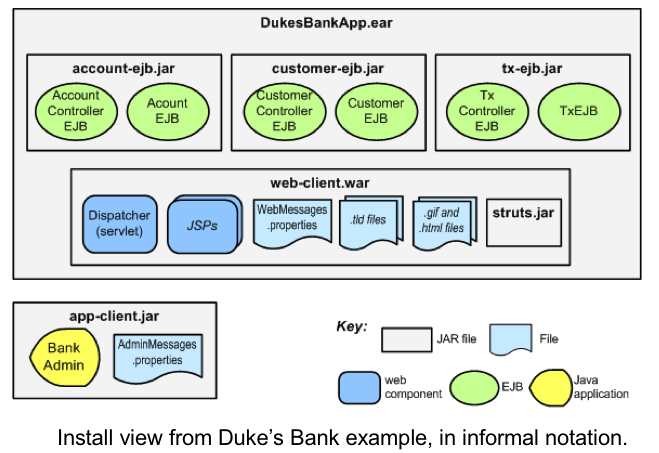 DukesBankApp.ear
account-ejb.jar
Account
Controller
EJB
Acount
EJB
customer-ejb.jar
Customer
Controller
EJB
Customer
EJB
tx-ejb.jar
Tx
Controller
EJB
TxEJB
web-client.war
Dispatcher
(servlet)
JSPs
WebMessages
.properties
.tld files
.gif and
.html files
struts.jar
app-client.jar
Bank
Admin
AdminMessages
.properties
Key:
JAR file
File
web
component
EJB
Java
application
Install view from Duke's Bank example, in informal notation.